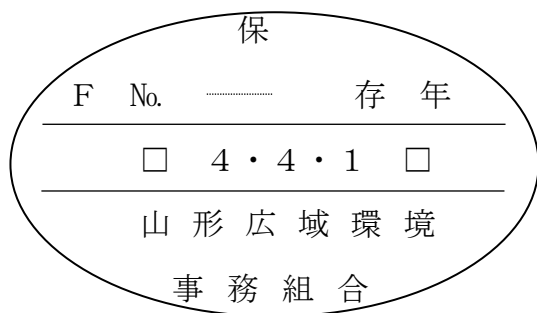 保
Ｆ №. 存 年
□ ４・４・１ □
山 形 広 域 環 境
事 務 組 合